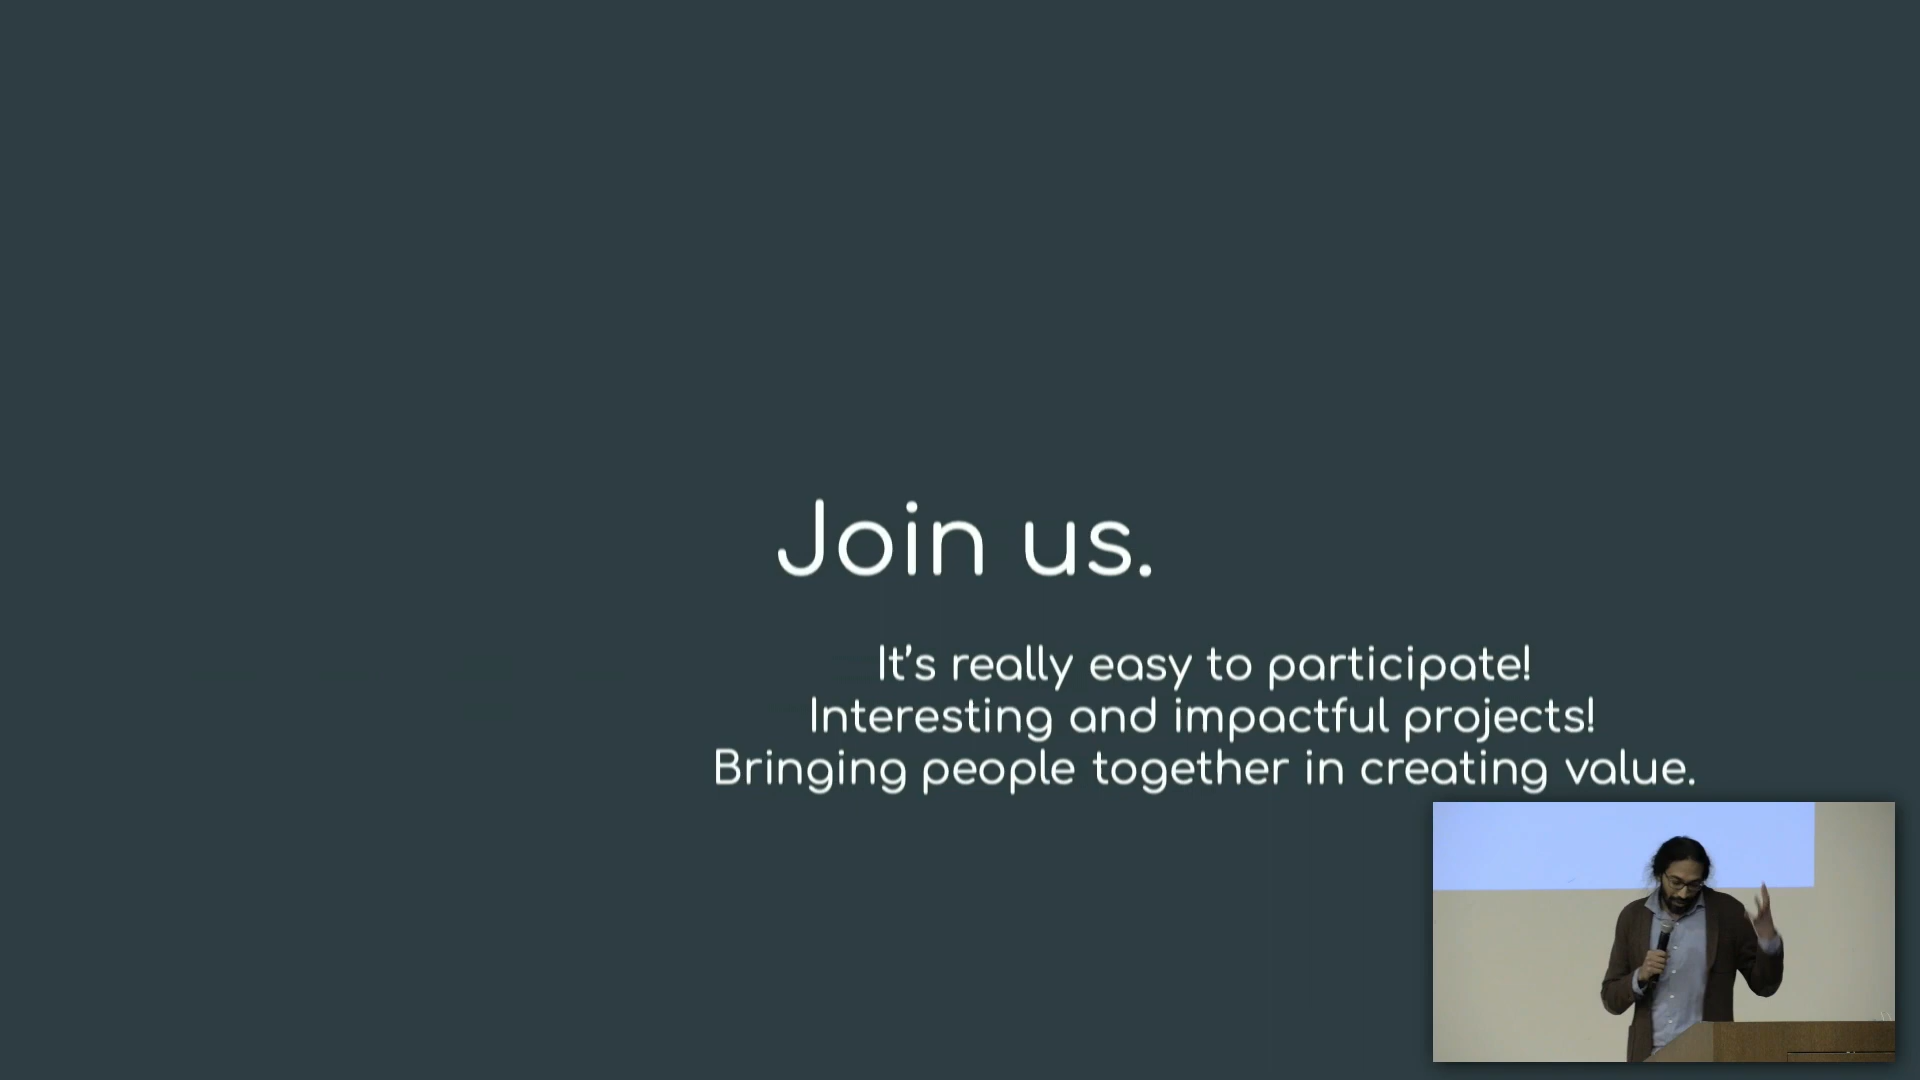 Join us.
It’s really easy to participate!
Interesting and impactful projects!
Bringing people together in creating value.